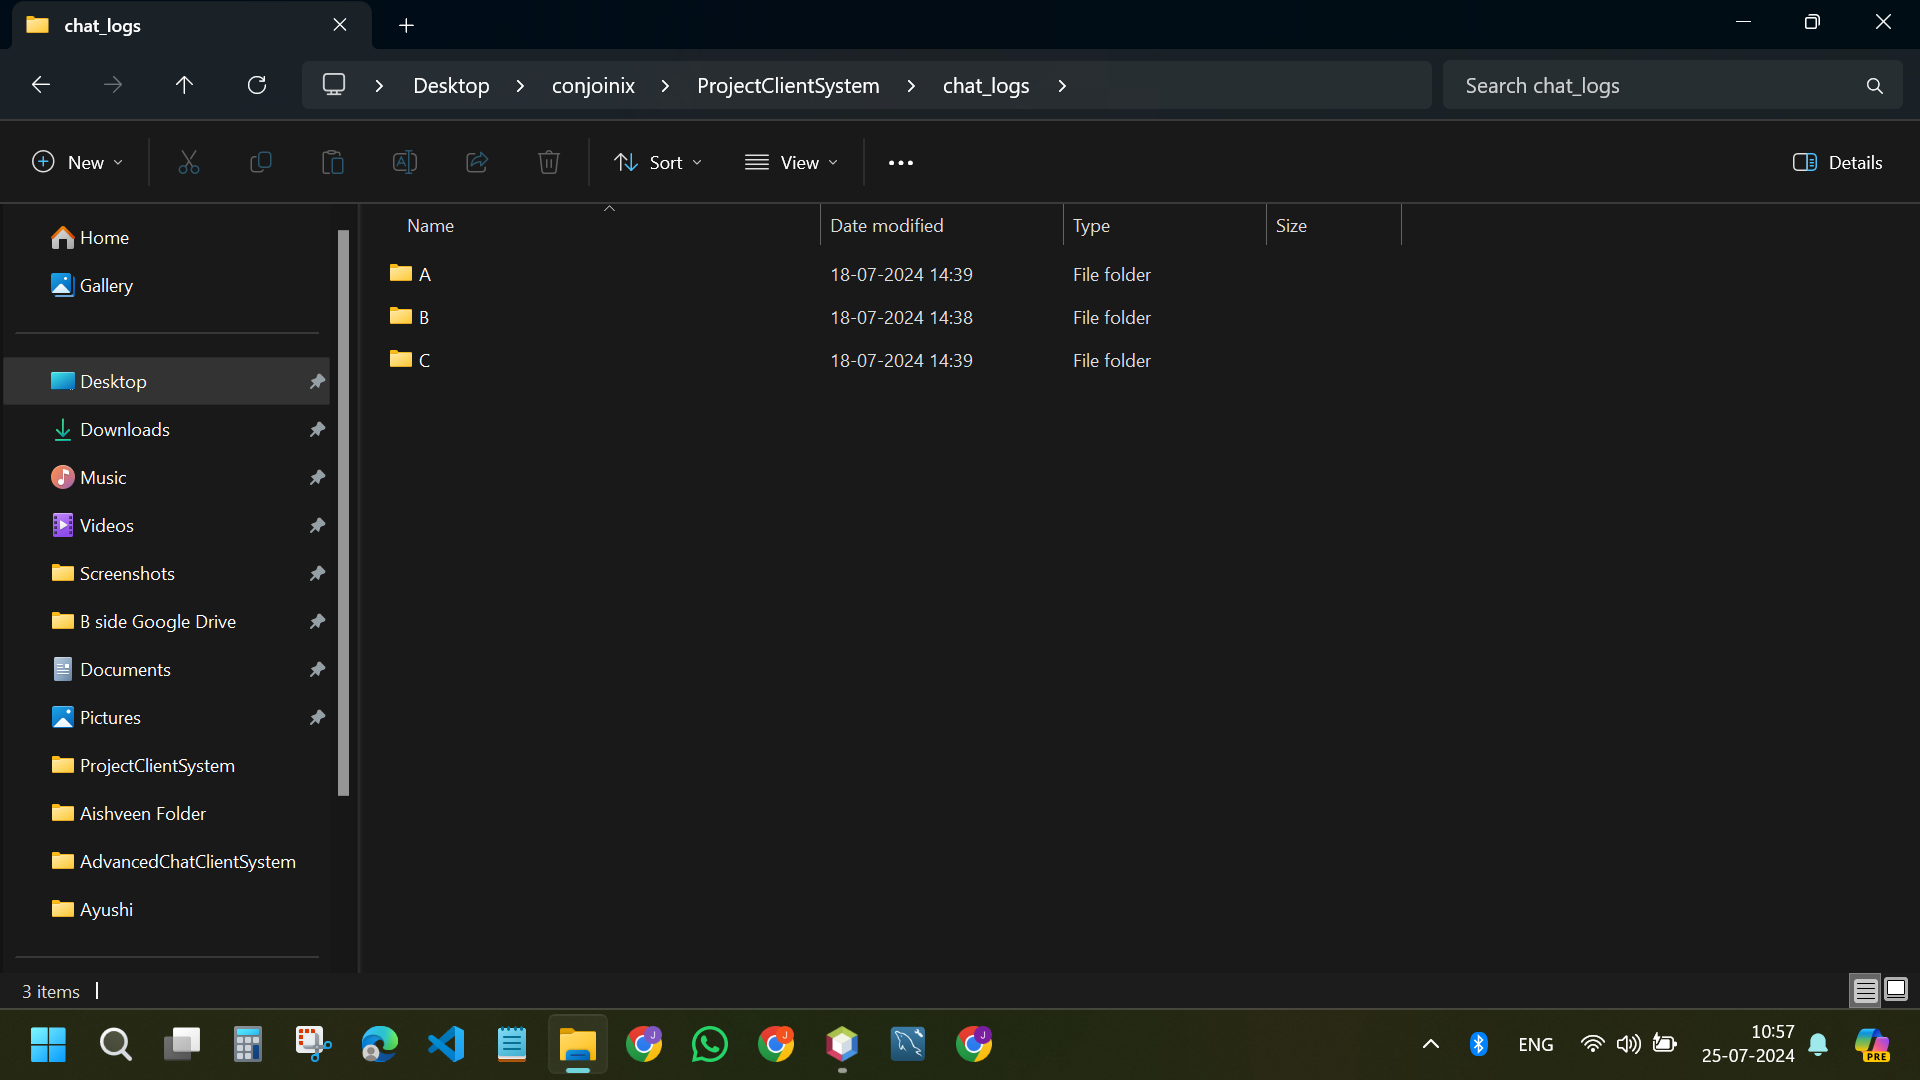 chat_logs
Desktop > conjoinix > ProjectClientSystem > chat_logs >
Search chat_logs
New
Sort
View
Details
Name
Date modified
Type
Size
A 18-07-2024 14:39 File folder
B 18-07-2024 14:38 File folder
C 18-07-2024 14:39 File folder
Home
Gallery
Desktop
Downloads
Music
Videos
Screenshots
B side Google Drive
Documents
Pictures
ProjectClientSystem
Aishveen Folder
AdvancedChatClientSystem
Ayushi
3 items
J
J
J
ENG
10:57
25-07-2024
PRE